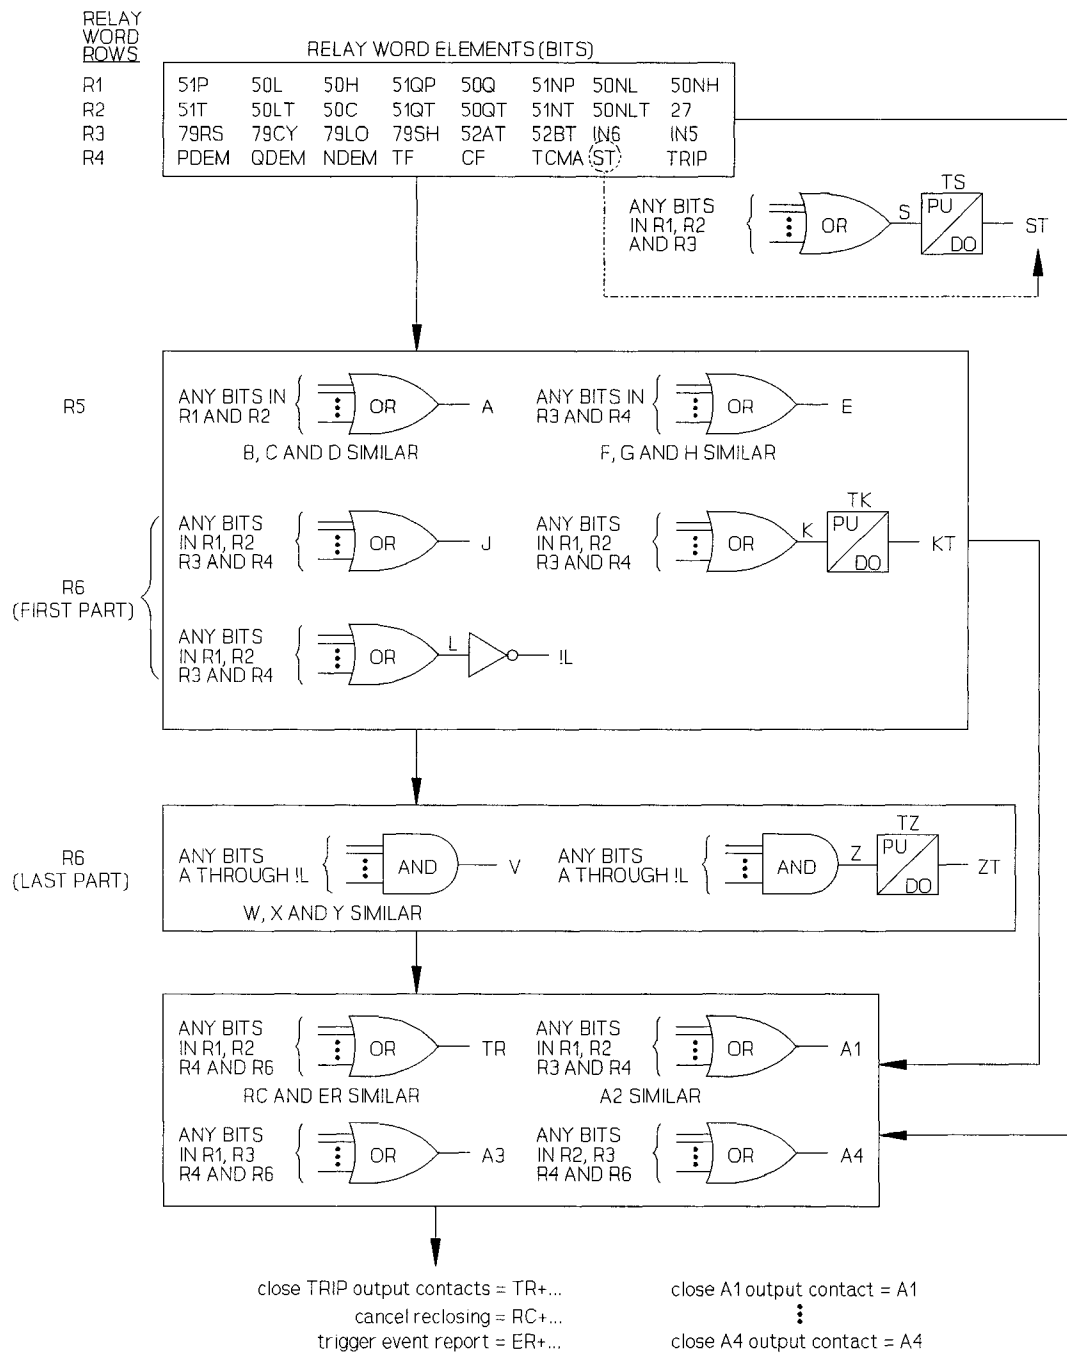 RELAY
WORD
ROWS
RELAY WORD ELEMENTS (BITS)
R1 51P 50L 50H 51QP 50Q 51NP 50NL 50NH
R2 51T 50LT 50C 51QT 50QT 51NT 50NLT 27
R3 79RS 79CY 79LO 79SH 52AT 52BT IN6 IN5
R4 PDEM QDEM NDEM TF CF TCMA ST TRIP
ANY BITS
IN R1, R2
AND R3
OR S TS PU DO ST
R5
ANY BITS IN
R1 AND R2
OR A
B, C AND D SIMILAR
ANY BITS IN
R3 AND R4
OR E
F, G AND H SIMILAR
R6
(FIRST PART)
ANY BITS
IN R1, R2
R3 AND R4
OR J
ANY BITS
IN R1, R2
R3 AND R4
OR K TK PU DO KT
ANY BITS
IN R1, R2
R3 AND R4
OR L !L
R6
(LAST PART)
ANY BITS
A THROUGH !L
AND V
W, X AND Y SIMILAR
ANY BITS
A THROUGH !L
AND Z TZ PU DO ZT
ANY BITS
IN R1, R2
R4 AND R6
OR TR
RC AND ER SIMILAR
ANY BITS
IN R1, R2
R3 AND R4
OR A1
A2 SIMILAR
ANY BITS
IN R1, R3
R4 AND R6
OR A3
ANY BITS
IN R2, R3
R4 AND R6
OR A4
close TRIP output contacts = TR+...
cancel reclosing = RC+...
trigger event report = ER+...
close A1 output contact = A1
close A4 output contact = A4